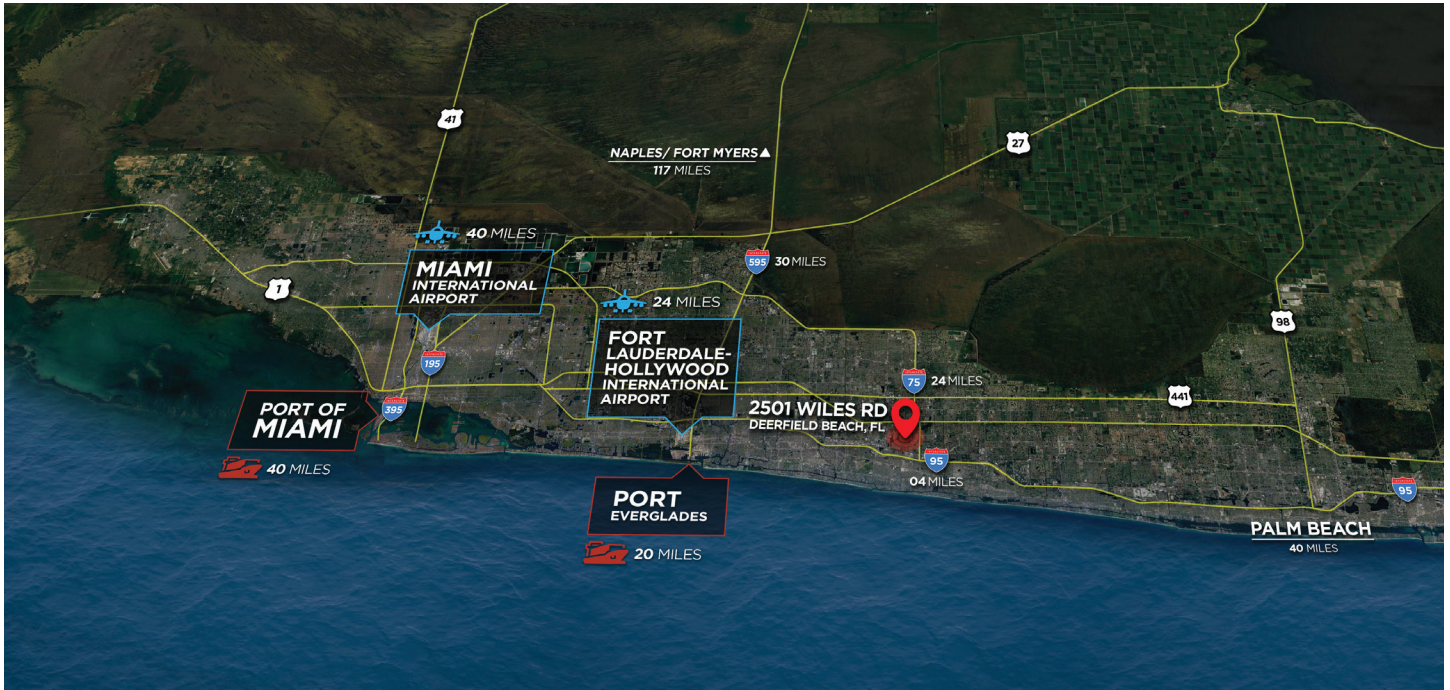 41
NAPLES/ FORT MYERS
117 MILES
27
40 MILES
MIAMI
INTERNATIONAL
AIRPORT
595 30 MILES
1
24 MILES
FORT
LAUDERDALE-
HOLLYWOOD
INTERNATIONAL
AIRPORT
98
195
75 24 MILES
441
PORT OF
MIAMI
395
40 MILES
2501 WILES RD
DEERFIELD BEACH, FL
95
04 MILES
95
PORT
EVERGLADES
20 MILES
PALM BEACH
40 MILES